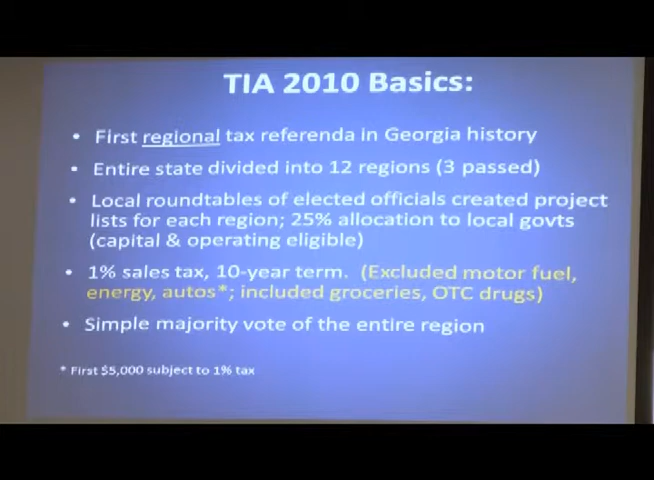 TIA 2010 Basics:
• First regional tax referenda in Georgia history
• Entire state divided into 12 regions (3 passed)
• Local roundtables of elected officials created project
lists for each region; 25% allocation to local govts
(capital & operating eligible)
• 1% sales tax, 10-year term. (Excluded motor fuel,
energy, autos*; included groceries, OTC drugs)
• Simple majority vote of the entire region
* First $5,000 subject to 1% tax